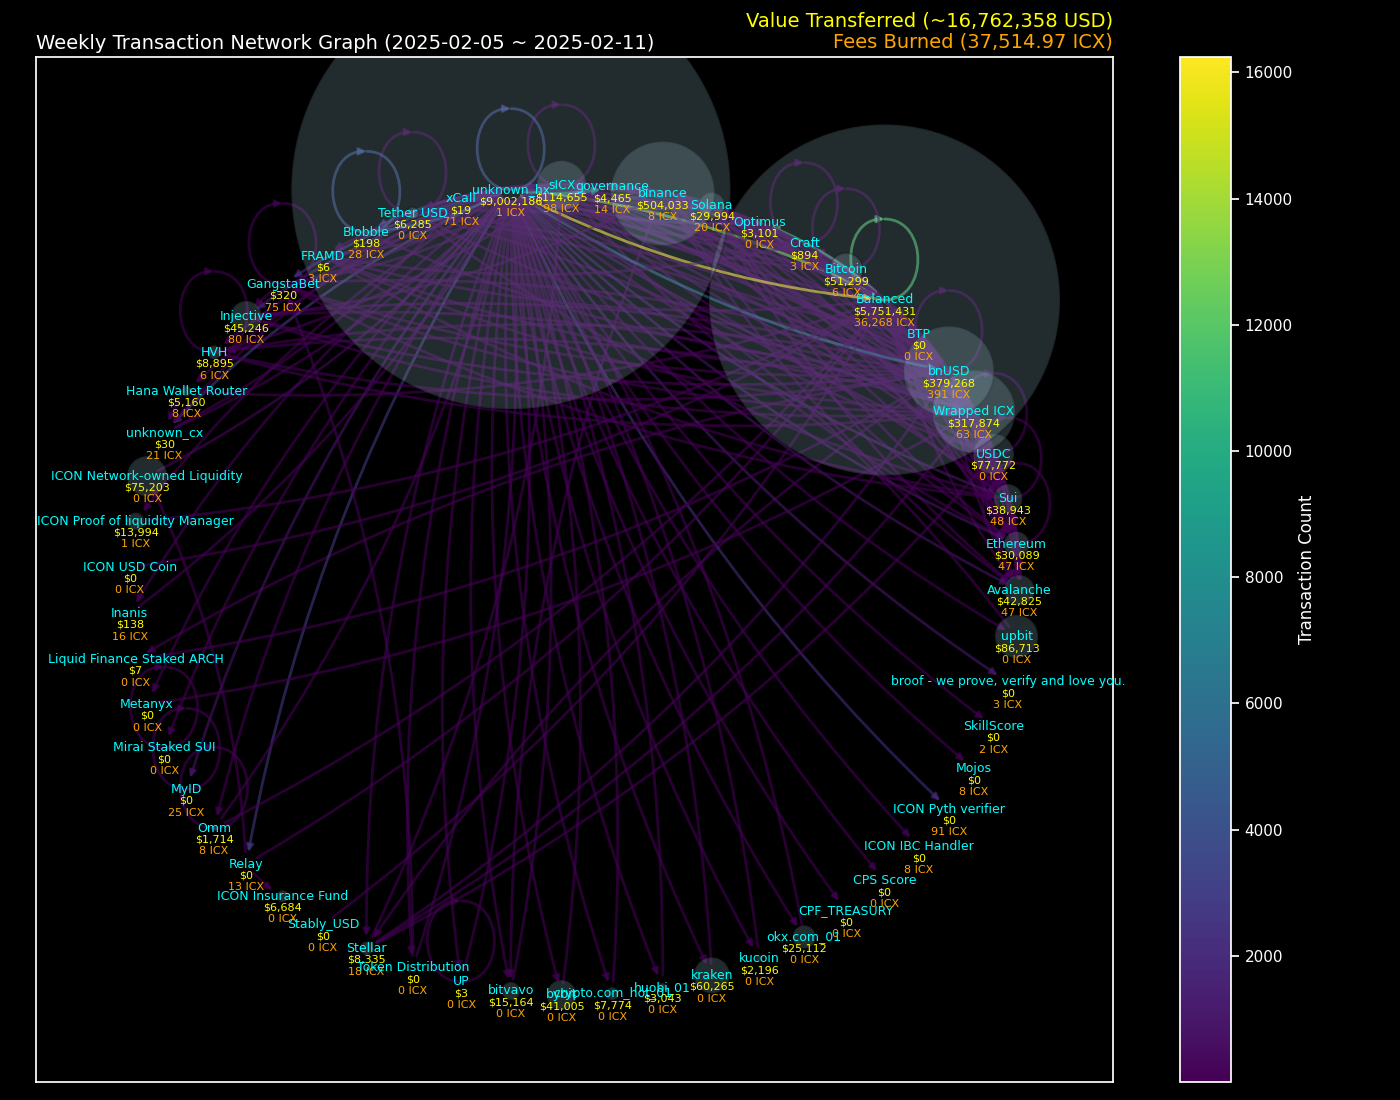 Value Transferred (~16,762,358 USD)
Weekly Transaction Network Graph (2025-02-05 ~ 2025-02-11)
Fees Burned (37,514.97 ICX)
unknown_hx
$9,002,186
1 ICX
sICX
$114,655
98 ICX
governance
$4,465
14 ICX
binance
$504,033
8 ICX
Solana
$29,994
20 ICX
Optimus
$3,101
0 ICX
Craft
$894
3 ICX
Bitcoin
$51,299
6 ICX
Balanced
$5,751,431
36,268 ICX
BTP
$0
0 ICX
bnUSD
$379,268
391 ICX
Wrapped ICX
$317,874
63 ICX
USDC
$77,772
0 ICX
Sui
$38,943
48 ICX
Ethereum
$30,089
47 ICX
Avalanche
$42,825
47 ICX
upbit
$86,713
0 ICX
broof - we prove, verify and love you.
$0
3 ICX
SkillScore
$0
2 ICX
Mojos
$0
8 ICX
ICON Pyth verifier
$0
91 ICX
ICON IBC Handler
$0
8 ICX
CPS Score
$0
0 ICX
CPF_TREASURY
$0
0 ICX
okx.com_01
$25,112
0 ICX
kucoin
$2,196
0 ICX
kraken
$60,265
0 ICX
huobi_01
$3,043
0 ICX
crypto.com_hot_01
$7,774
0 ICX
bybit
$41,005
0 ICX
bitvavo
$15,164
0 ICX
UP
$3
0 ICX
Token Distribution
$0
0 ICX
Stellar
$8,335
18 ICX
Stably_USD
$0
0 ICX
ICON Insurance Fund
$6,684
0 ICX
Relay
$0
13 ICX
Omm
$1,714
8 ICX
MyID
$0
25 ICX
Mirai Staked SUI
$0
0 ICX
Metanyx
$0
0 ICX
Liquid Finance Staked ARCH
$7
0 ICX
Inanis
$138
16 ICX
ICON USD Coin
$0
0 ICX
ICON Proof of liquidity Manager
$13,994
1 ICX
ICON Network-owned Liquidity
$75,203
0 ICX
unknown_cx
$30
21 ICX
Hana Wallet Router
$5,160
8 ICX
HVH
$8,895
6 ICX
Injective
$45,246
80 ICX
GangstaBet
$320
75 ICX
FRAMD
$6
3 ICX
Blobble
$198
28 ICX
Tether USD
$6,285
0 ICX
xCall
$19
71 ICX
16000
14000
12000
10000
8000
6000
4000
2000
Transaction Count